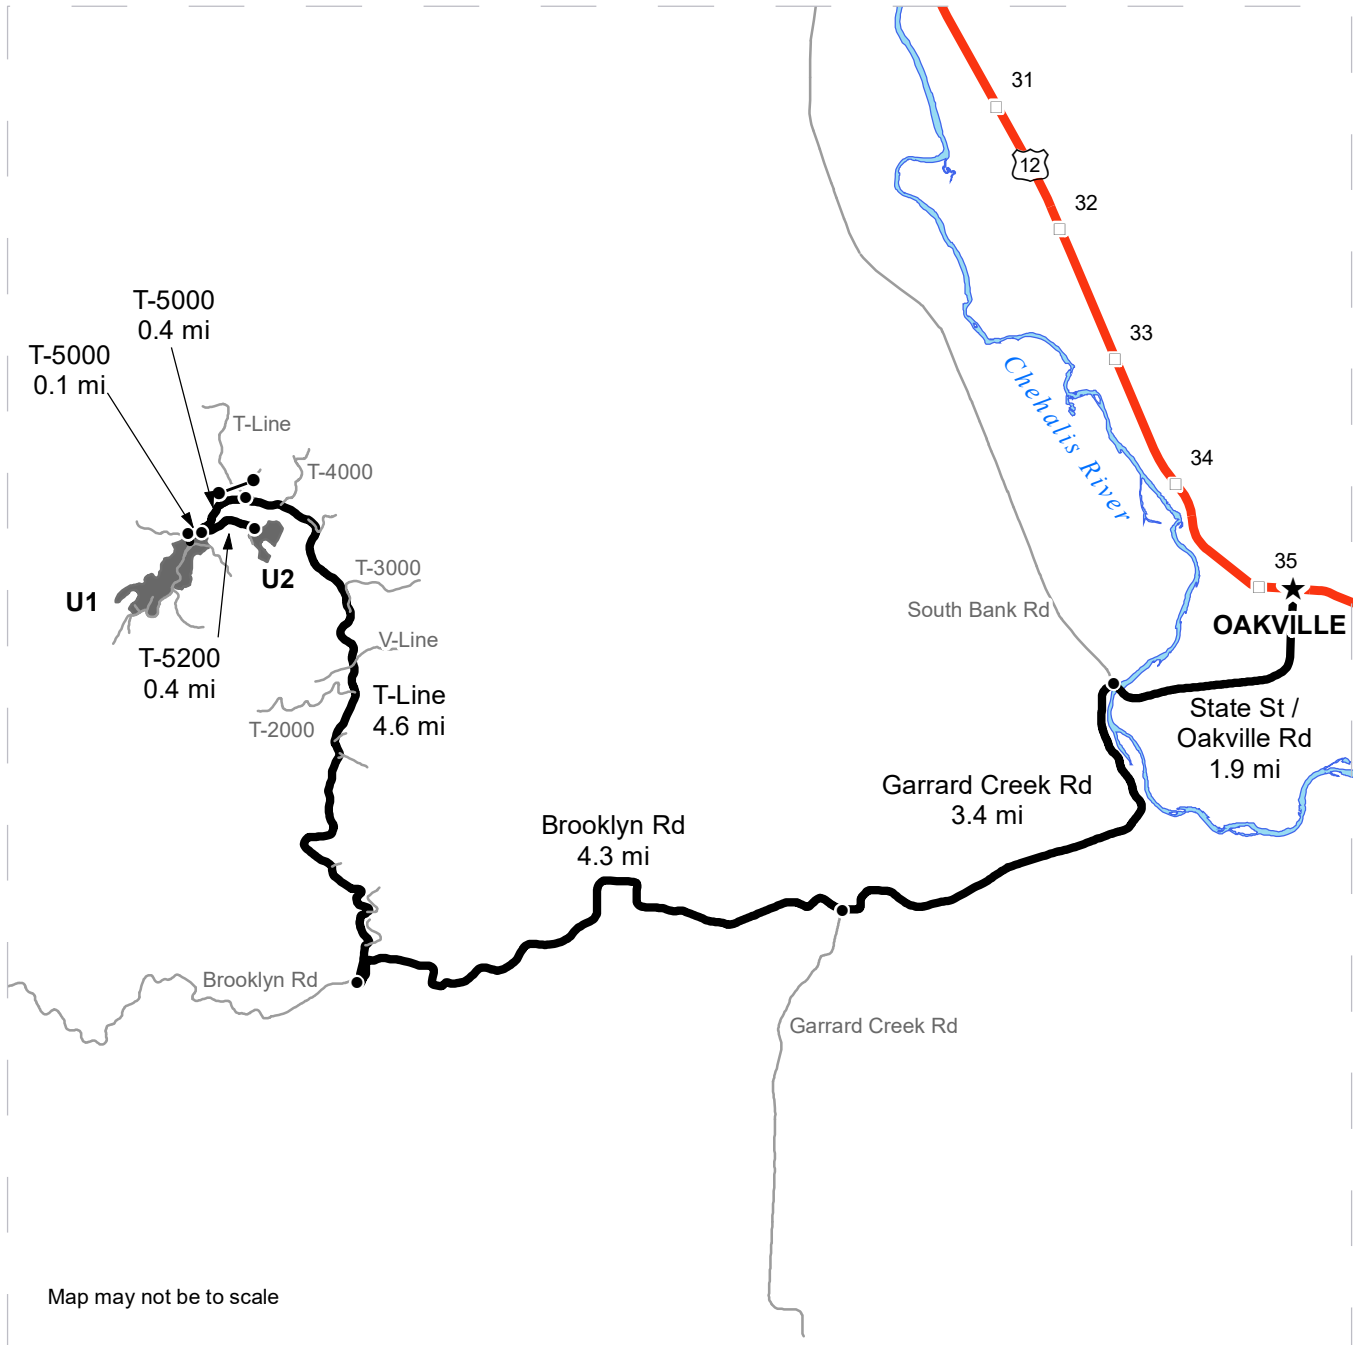 31
12
32
33
34
35
OAKVILLE
Chehalis River
South Bank Rd
State St /
Oakville Rd
1.9 mi
Garrard Creek Rd
3.4 mi
Brooklyn Rd
4.3 mi
Garrard Creek Rd
T-5000
0.4 mi
T-5000
0.1 mi
T-Line
T-4000
T-3000
U2
U1
V-Line
T-5200
0.4 mi
T-Line
4.6 mi
T-2000
Brooklyn Rd
Map may not be to scale